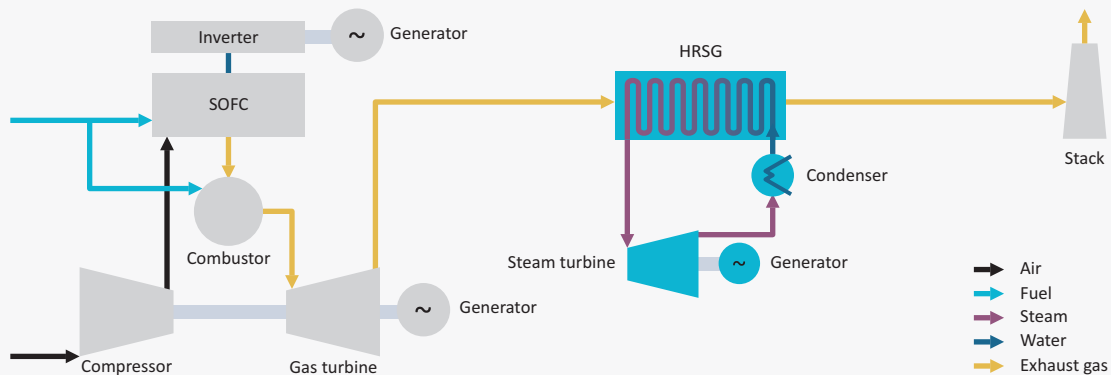 Inverter
~
Generator
HRSG
SOFC
Stack
Condenser
Combustor
Steam turbine
~
Generator
~
Generator
Compressor
Gas turbine
Air
Fuel
Steam
Water
Exhaust gas